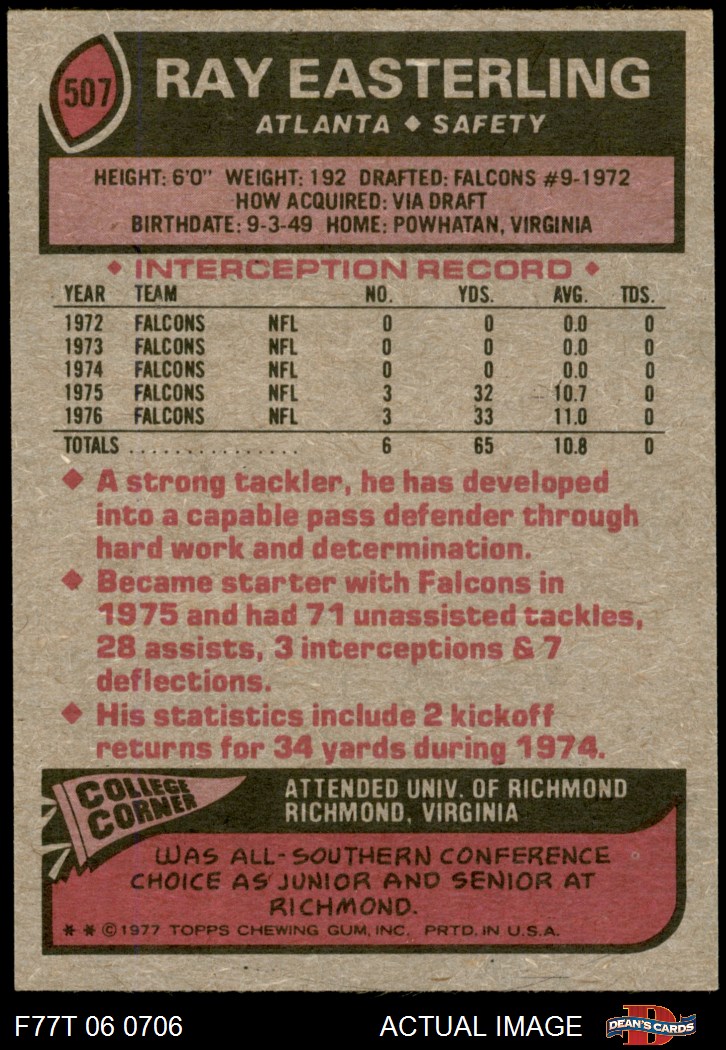 507
RAY EASTERLING
ATLANTA ◆ SAFETY
HEIGHT: 6'0" WEIGHT: 192 DRAFTED: FALCONS #9-1972
HOW ACQUIRED: VIA DRAFT
BIRTHDATE: 9-3-49 HOME: POWHATAN, VIRGINIA
◆ INTERCEPTION RECORD ◆
YEAR TEAM NO. YDS. AVG. TDS.
1972 FALCONS NFL 0 0 0.0 0
1973 FALCONS NFL 0 0 0.0 0
1974 FALCONS NFL 0 0 0.0 0
1975 FALCONS NFL 3 32 10.7 0
1976 FALCONS NFL 3 33 11.0 0
TOTALS ............... 6 65 10.8 0
◆ A strong tackler, he has developed
into a capable pass defender through
hard work and determination.
◆ Became starter with Falcons in
1975 and had 71 unassisted tackles,
28 assists, 3 interceptions & 7
deflections.
◆ His statistics include 2 kickoff
returns for 34 yards during 1974.
COLLEGE
CORNER
ATTENDED UNIV. OF RICHMOND
RICHMOND, VIRGINIA
WAS ALL-SOUTHERN CONFERENCE
CHOICE AS JUNIOR AND SENIOR AT
RICHMOND.
* * © 1977 TOPPS CHEWING GUM, INC. PRTD. IN U.S.A.
F77T 06 0706 ACTUAL IMAGE
D
DEAN'S CARDS